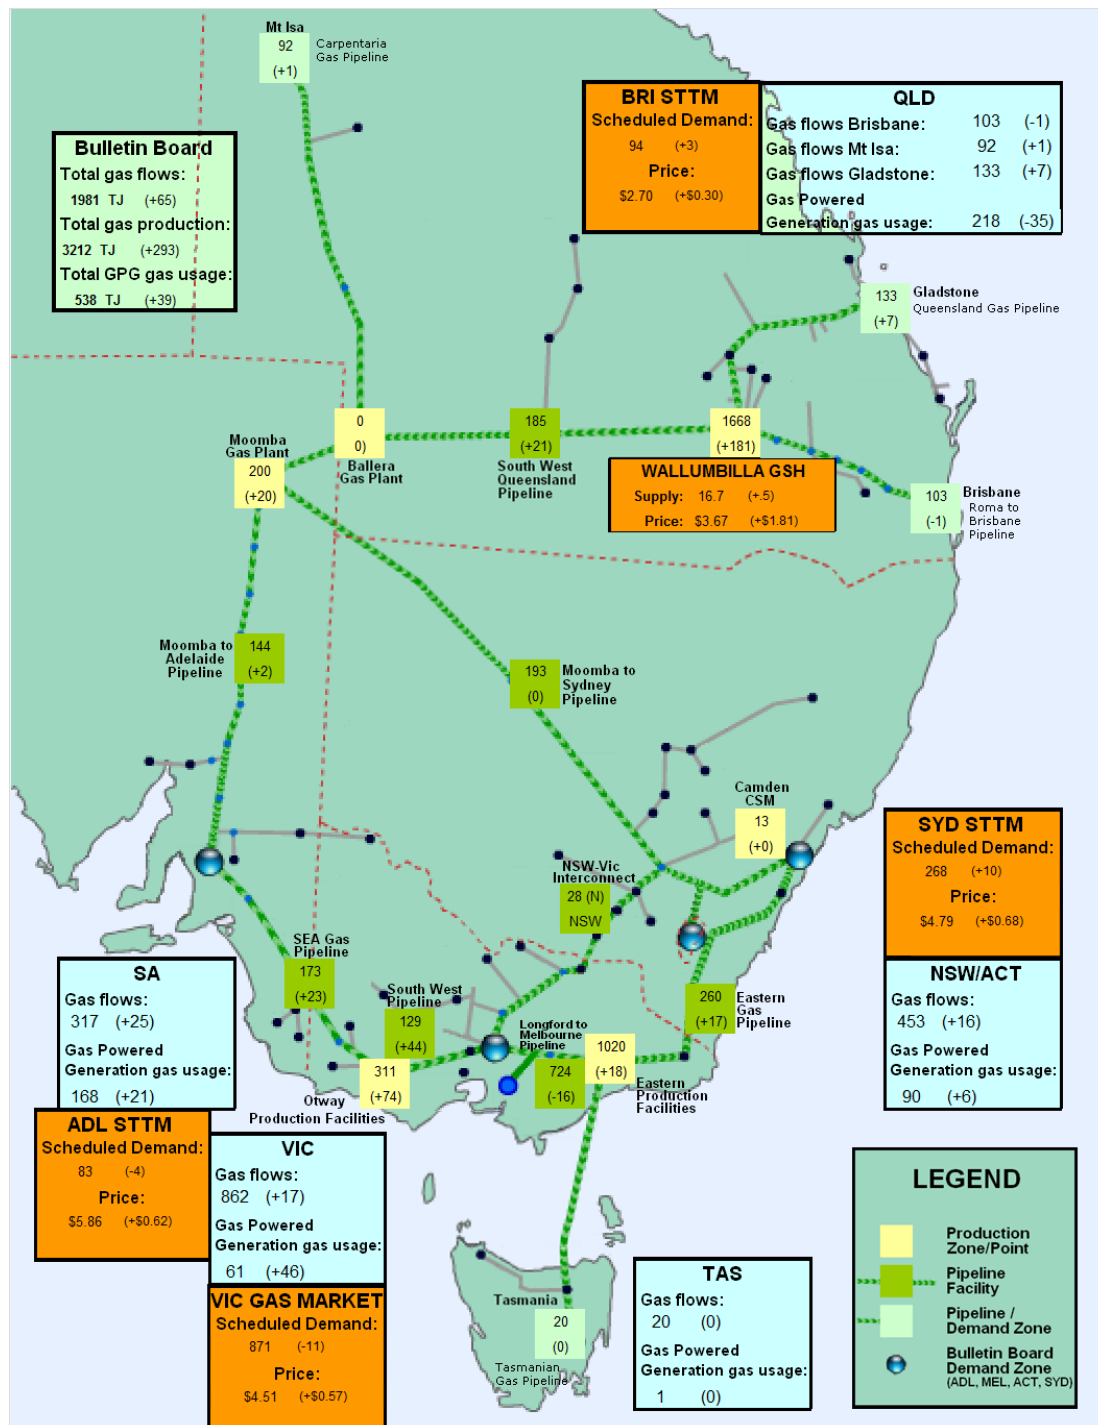 Mt Isa
92
(+1)
Carpentaria
Gas Pipeline
Bulletin Board
Total gas flows:
1981 TJ (+65)
Total gas production:
3212 TJ (+293)
Total GPG gas usage:
538 TJ (+39)
BRI STTM
Scheduled Demand:
94 (+3)
Price:
$2.70 (+$0.30)
QLD
Gas flows Brisbane: 103 (-1)
Gas flows Mt Isa: 92 (+1)
Gas flows Gladstone: 133 (+7)
Gas Powered
Generation gas usage: 218 (-35)
133
(+7)
Gladstone
Queensland Gas Pipeline
0
0)
Ballera
Gas Plant
Moomba
Gas Plant
200
(+20)
185
(+21)
South West
Queensland
Pipeline
1668
(+181)
WALLUMBILLA GSH
Supply: 16.7 (+.5)
Price: $3.67 (+$1.81)
103
(-1)
Brisbane
Roma to
Brisbane
Pipeline
Moomba to
Adelaide
Pipeline
144
(+2)
193
(0)
Moomba to
Sydney
Pipeline
Camden
CSM
13
(+0)
SYD STTM
Scheduled Demand:
268 (+10)
Price:
$4.79 (+$0.68)
NSW-Vic
Interconnect
28 (N)
NSW
SEA Gas
Pipeline
173
(+23)
South West
Pipeline
129
(+44)
Longford to
Melbourne
Pipeline
724
(-16)
1020
(+18)
Eastern
Production
Facilities
260
(+17)
Eastern
Gas
Pipeline
NSW/ACT
Gas flows:
453 (+16)
Gas Powered
Generation gas usage:
90 (+6)
SA
Gas flows:
317 (+25)
Gas Powered
Generation gas usage:
168 (+21)
311
(+74)
Otway
Production Facilities
ADL STTM
Scheduled Demand:
83 (-4)
Price:
$5.86 (+$0.62)
VIC
Gas flows:
862 (+17)
Gas Powered
Generation gas usage:
61 (+46)
VIC GAS MARKET
Scheduled Demand:
871 (-11)
Price:
$4.51 (+$0.57)
Tasmania
20
(0)
Tasmanian
Gas Pipeline
TAS
Gas flows:
20 (0)
Gas Powered
Generation gas usage:
1 (0)
LEGEND
Production
Zone/Point
Pipeline
Facility
Pipeline /
Demand Zone
Bulletin Board
Demand Zone
(ADL, MEL, ACT, SYD)